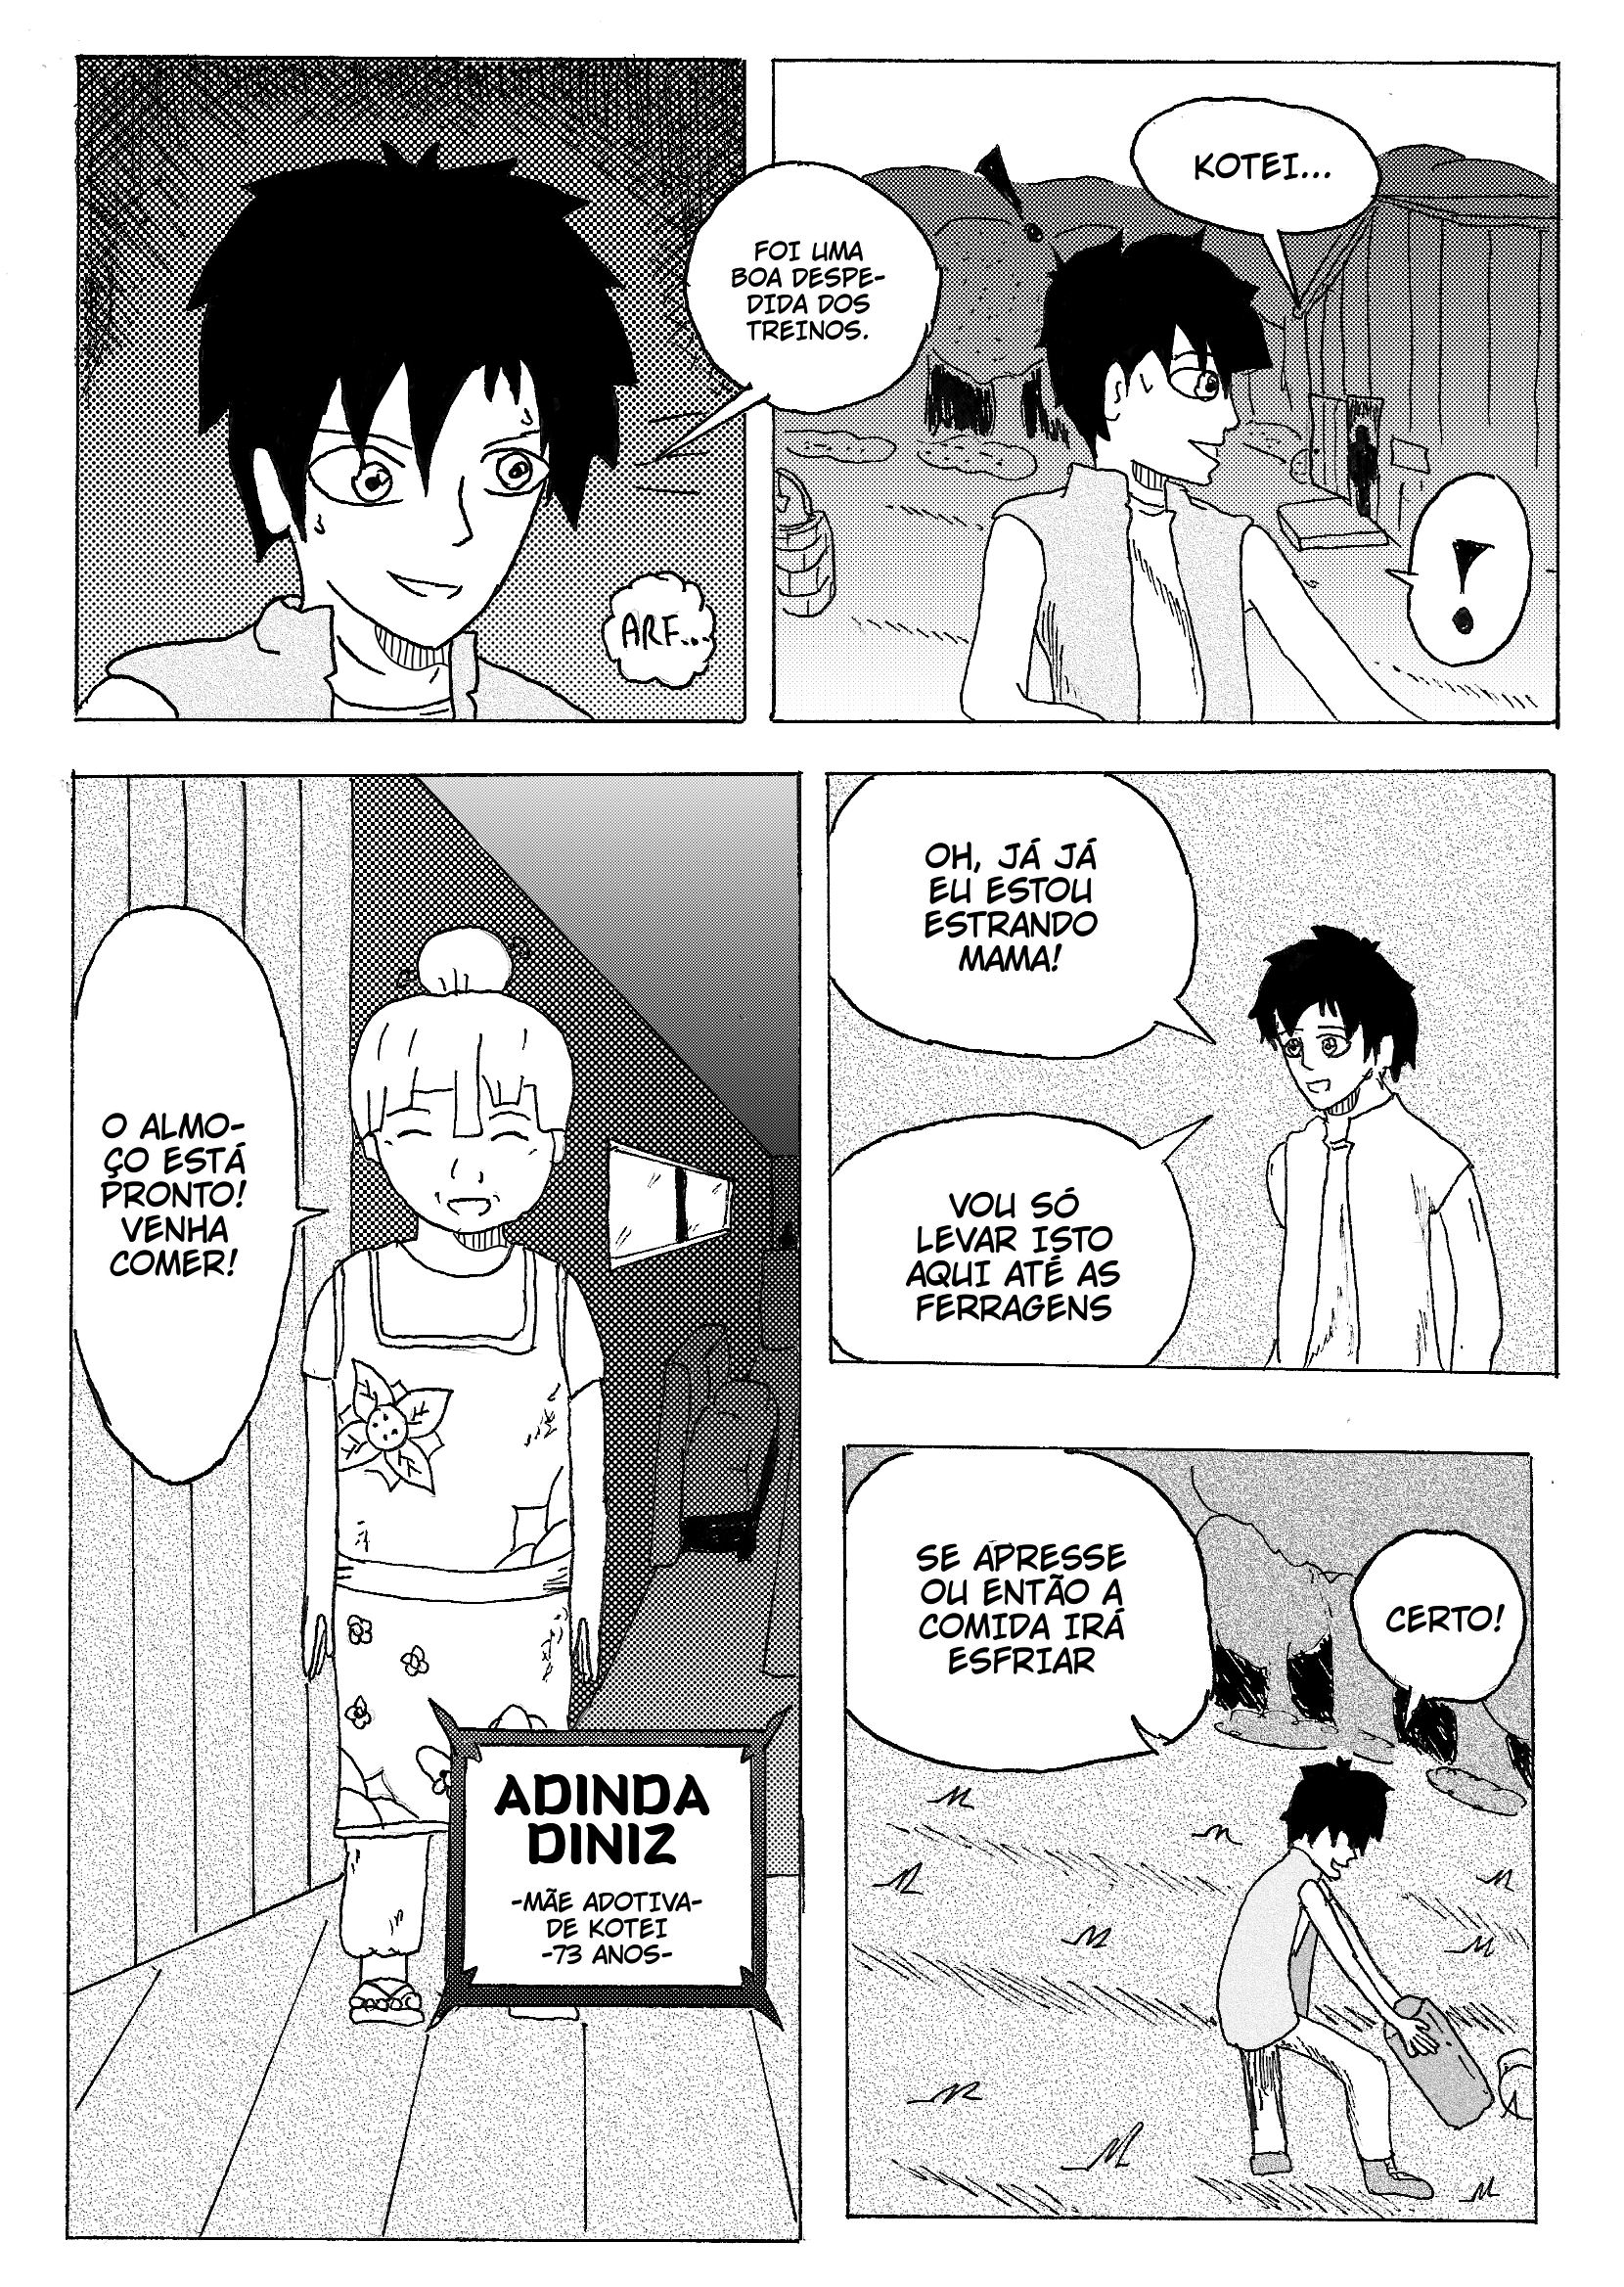 FOI UMA
BOA DESPE-
DIDA DOS
TREINOS.
ARF...
KOTEI...
!
!
O ALMO-
ÇO ESTÁ
PRONTO!
VENHA
COMER!
ADINDA
DINIZ
-MÃE ADOTIVA-
DE KOTEI
-73 ANOS-
OH, JÁ JÁ
EU ESTOU
ESTRANDO
MAMA!
VOU SÓ
LEVAR ISTO
AQUI ATÉ AS
FERRAGENS
SE APRESSE
OU ENTÃO A
COMIDA IRÁ
ESFRIAR
CERTO!